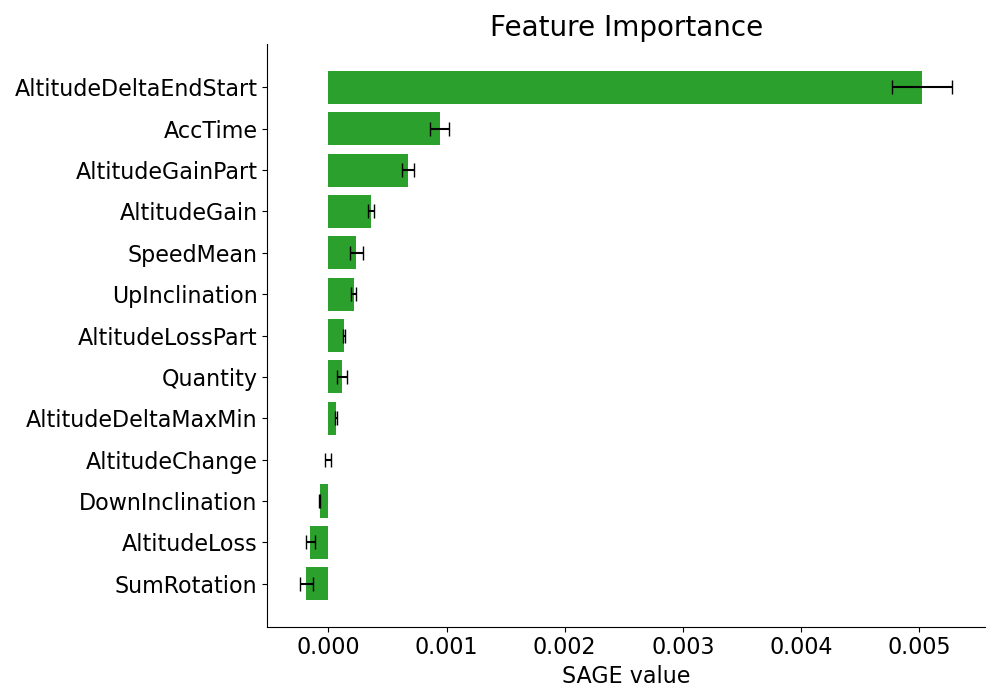 Feature Importance
AltitudeDeltaEndStart
AccTime
AltitudeGainPart
AltitudeGain
SpeedMean
UpInclination
AltitudeLossPart
Quantity
AltitudeDeltaMaxMin
AltitudeChange
DownInclination
AltitudeLoss
SumRotation
0.000 0.001 0.002 0.003 0.004 0.005
SAGE value